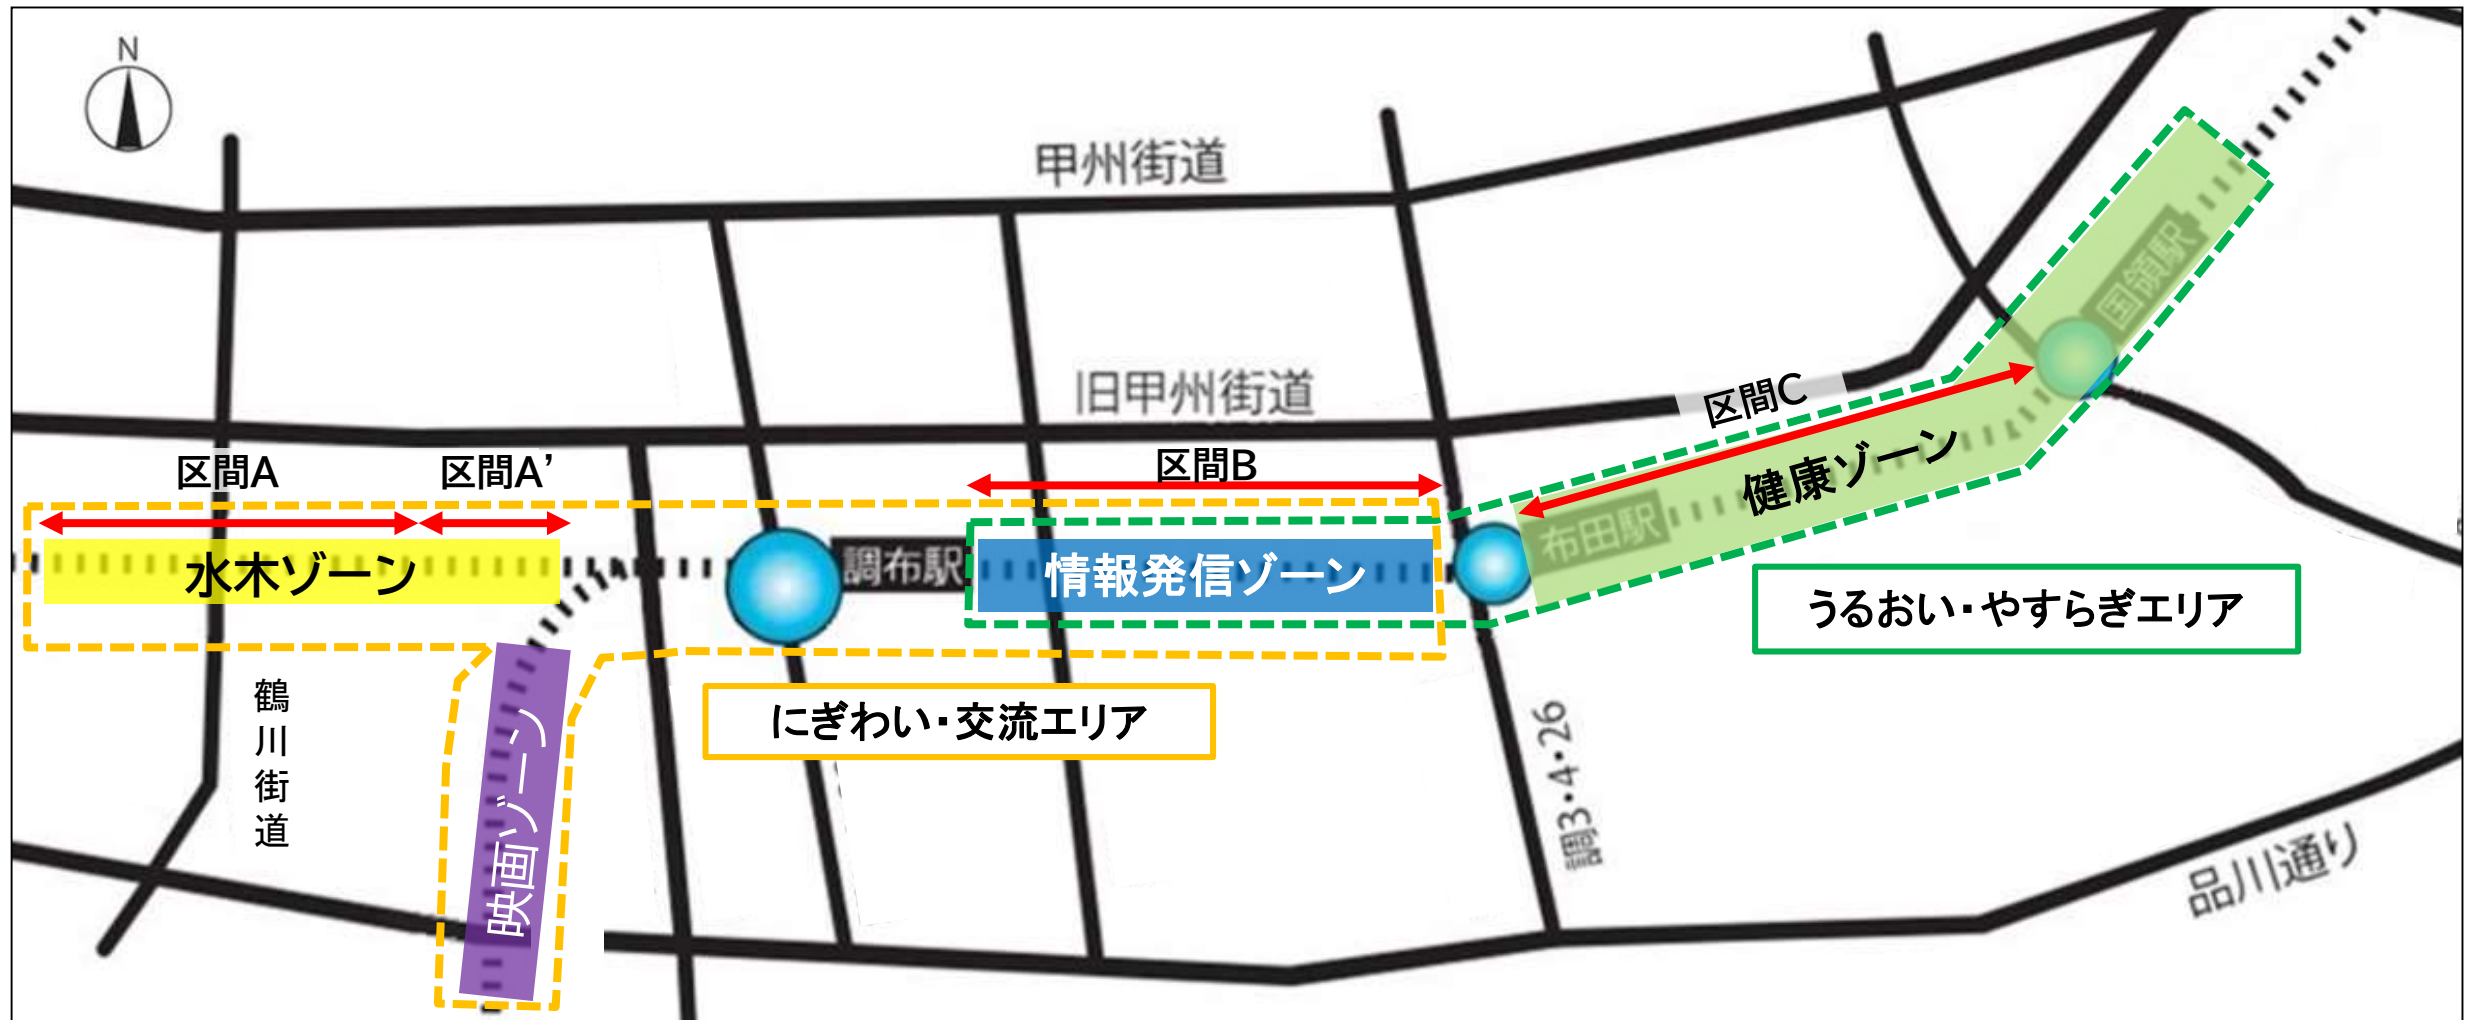 N
甲州街道
旧甲州街道
区間A
区間A’
区間B
区間C
国領駅
健康ゾーン
布田駅
水木ゾーン
調布駅
情報発信ゾーン
うるおい・やすらぎエリア
鶴川街道
映画ゾーン
にぎわい・交流エリア
調3・4・26
品川通り